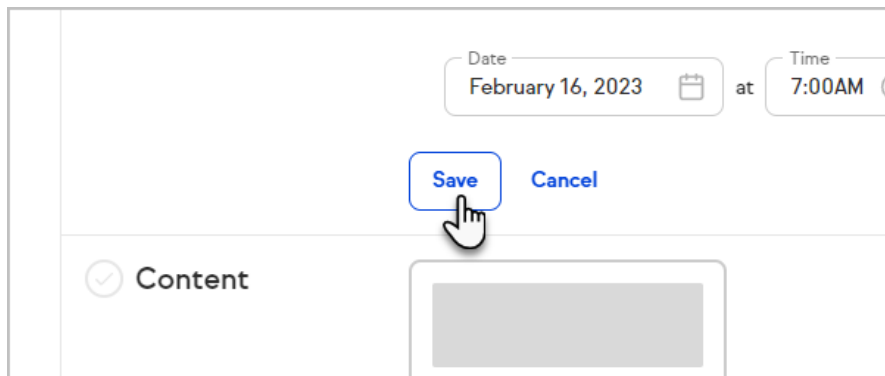 Date
Time
February 16, 2023
at
7:00AM
Save
Cancel
Content